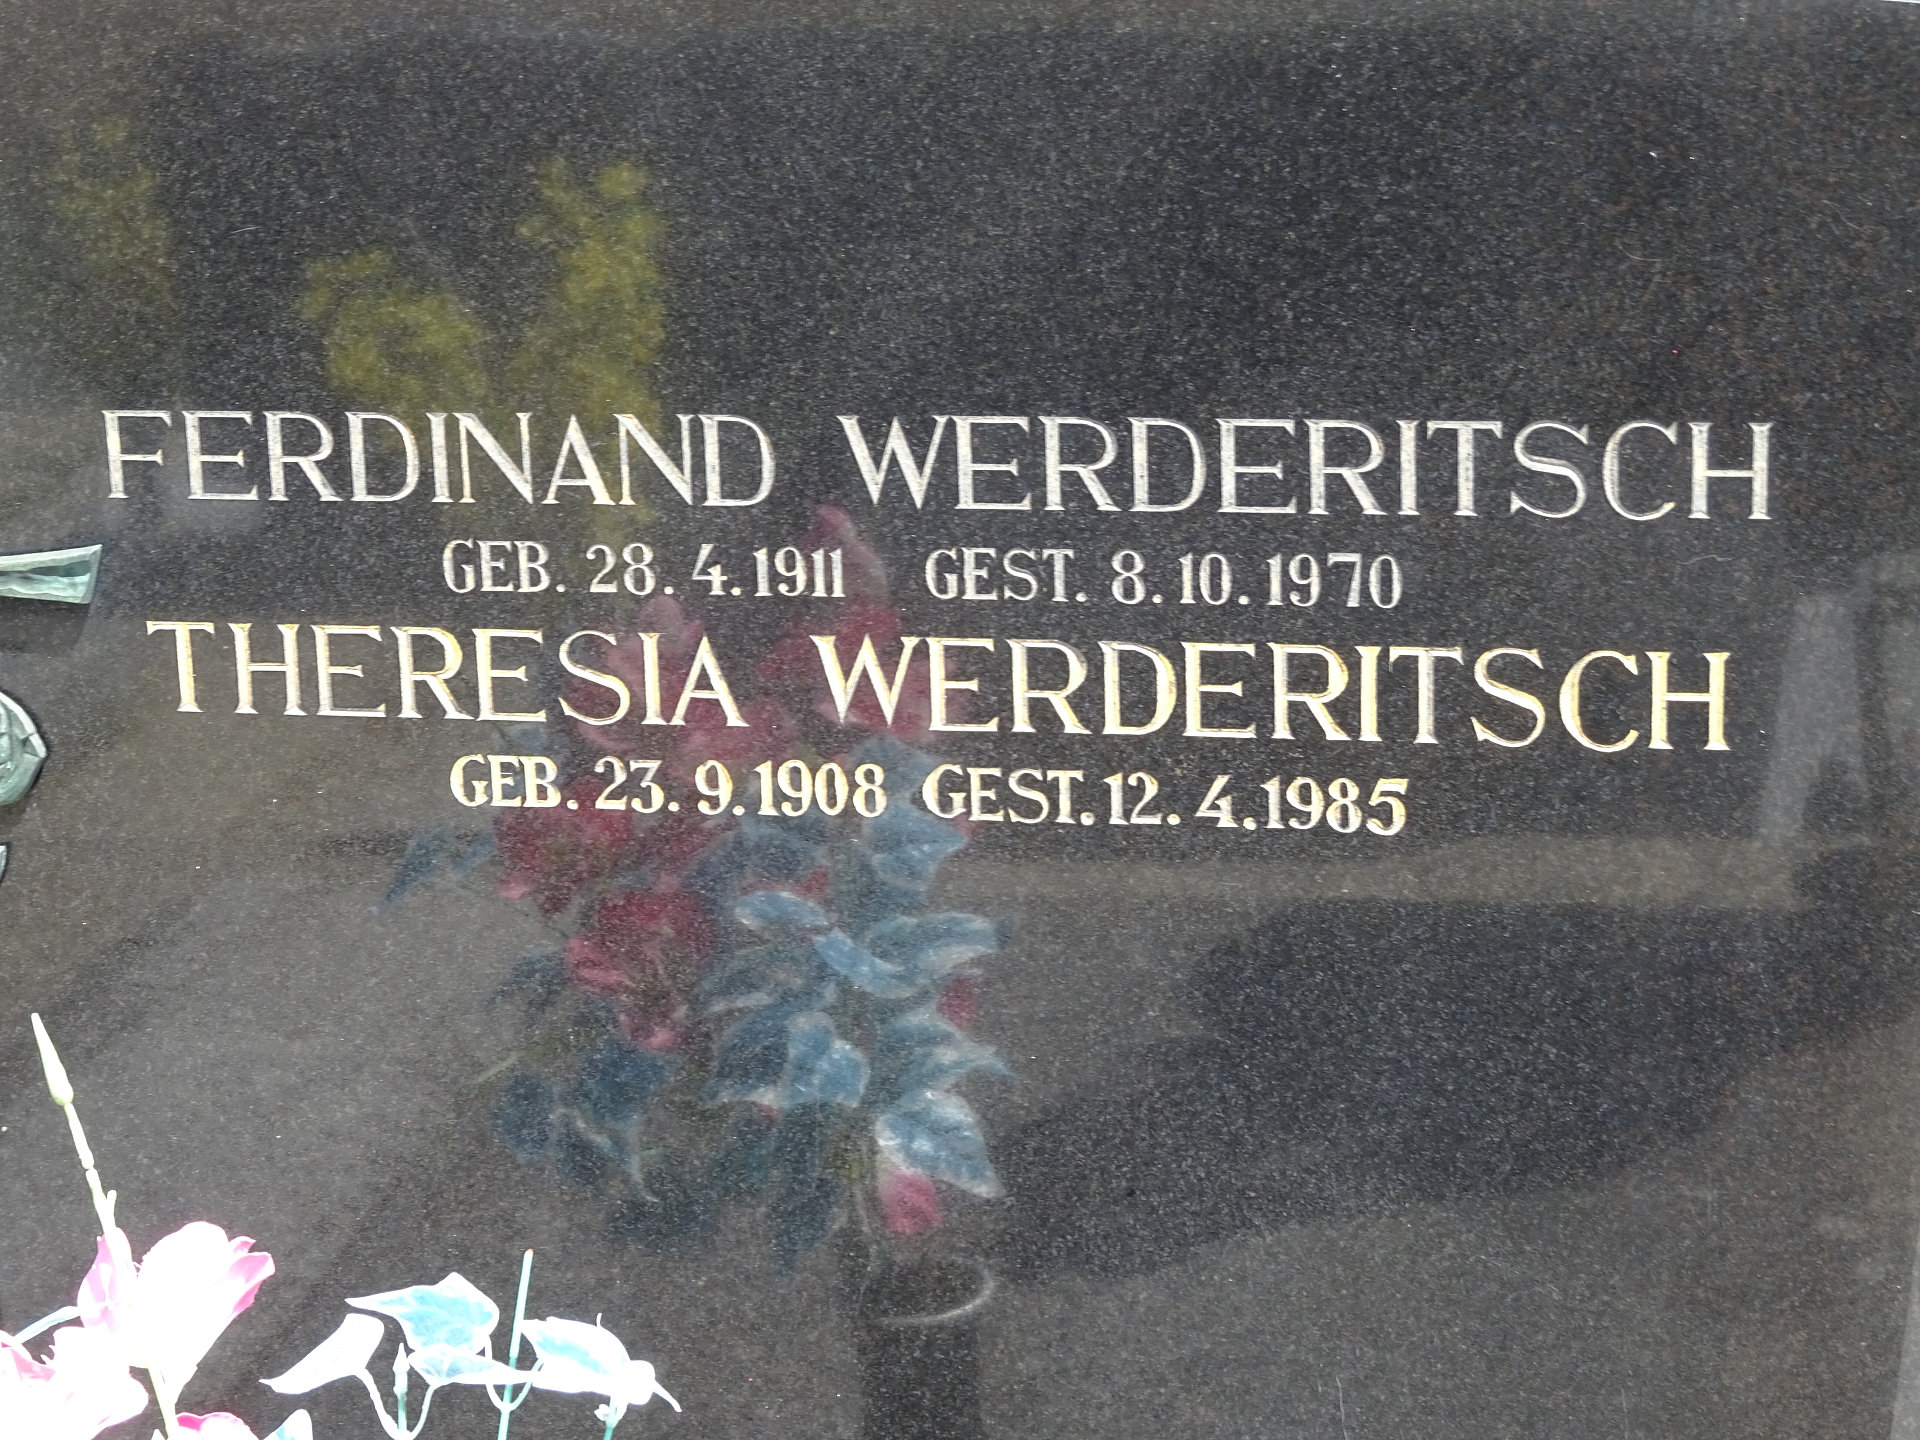 FERDINAND WERDERITSCH
GEB. 28. 4. 1911 GEST. 8. 10. 1970
THERESIA WERDERITSCH
GEB. 23. 9. 1908 GEST. 12. 4. 1985